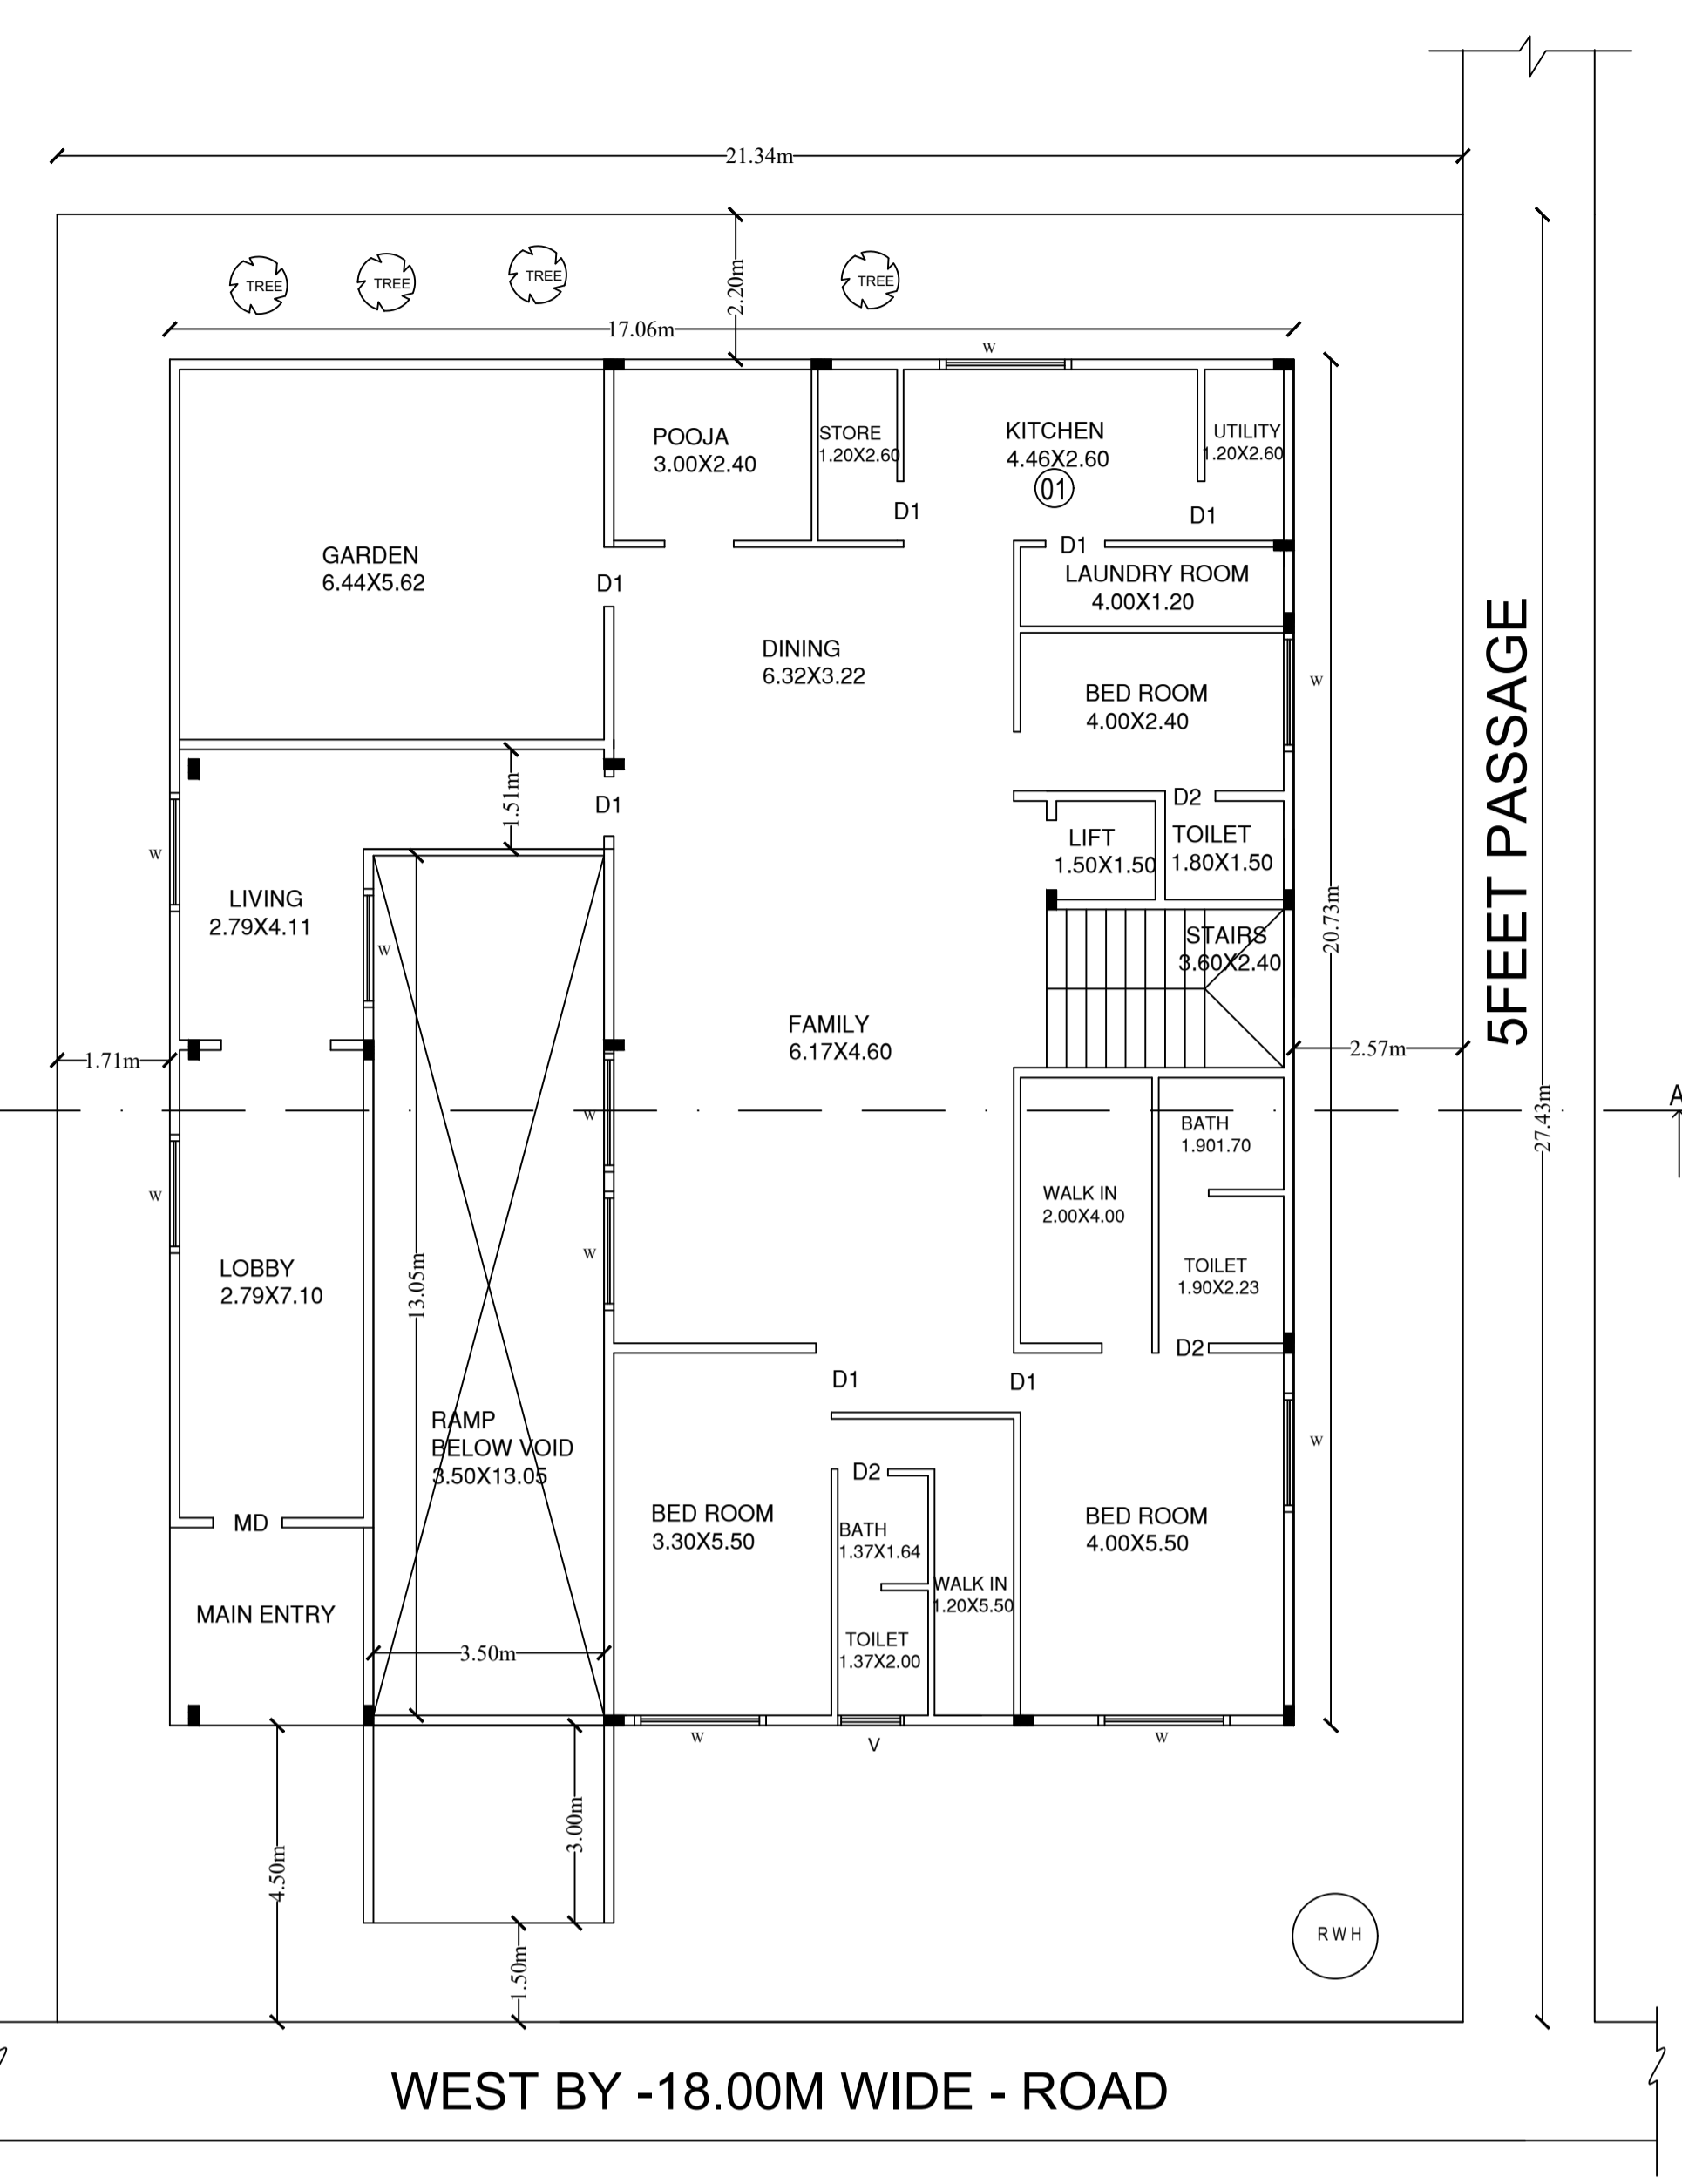 21.34m
TREE
TREE
TREE
TREE
2.20m
17.06m
W
POOJA
3.00X2.40
STORE
1.20X2.60
KITCHEN
4.46X2.60
01
UTILITY
1.20X2.60
D1
D1
D1
GARDEN
6.44X5.62
D1
LAUNDRY ROOM
4.00X1.20
DINING
6.32X3.22
BED ROOM
4.00X2.40
W
5FEET PASSAGE
1.51m
D1
D2
LIFT
1.50X1.50
TOILET
1.80X1.50
W
LIVING
2.79X4.11
W
20.73m
STAIRS
3.60X2.40
FAMILY
6.17X4.60
1.71m
2.57m
27.43m
A
W
BATH
1.901.70
WALK IN
2.00X4.00
W
W
LOBBY
2.79X7.10
13.05m
TOILET
1.90X2.23
D2
D1
D1
RAMP
BELOW VOID
3.50X13.05
W
D2
MD
BED ROOM
3.30X5.50
BATH
1.37X1.64
BED ROOM
4.00X5.50
WALK IN
1.20X5.50
MAIN ENTRY
3.50m
TOILET
1.37X2.00
W
V
W
4.50m
3.00m
1.50m
RWH
WEST BY -18.00M WIDE - ROAD